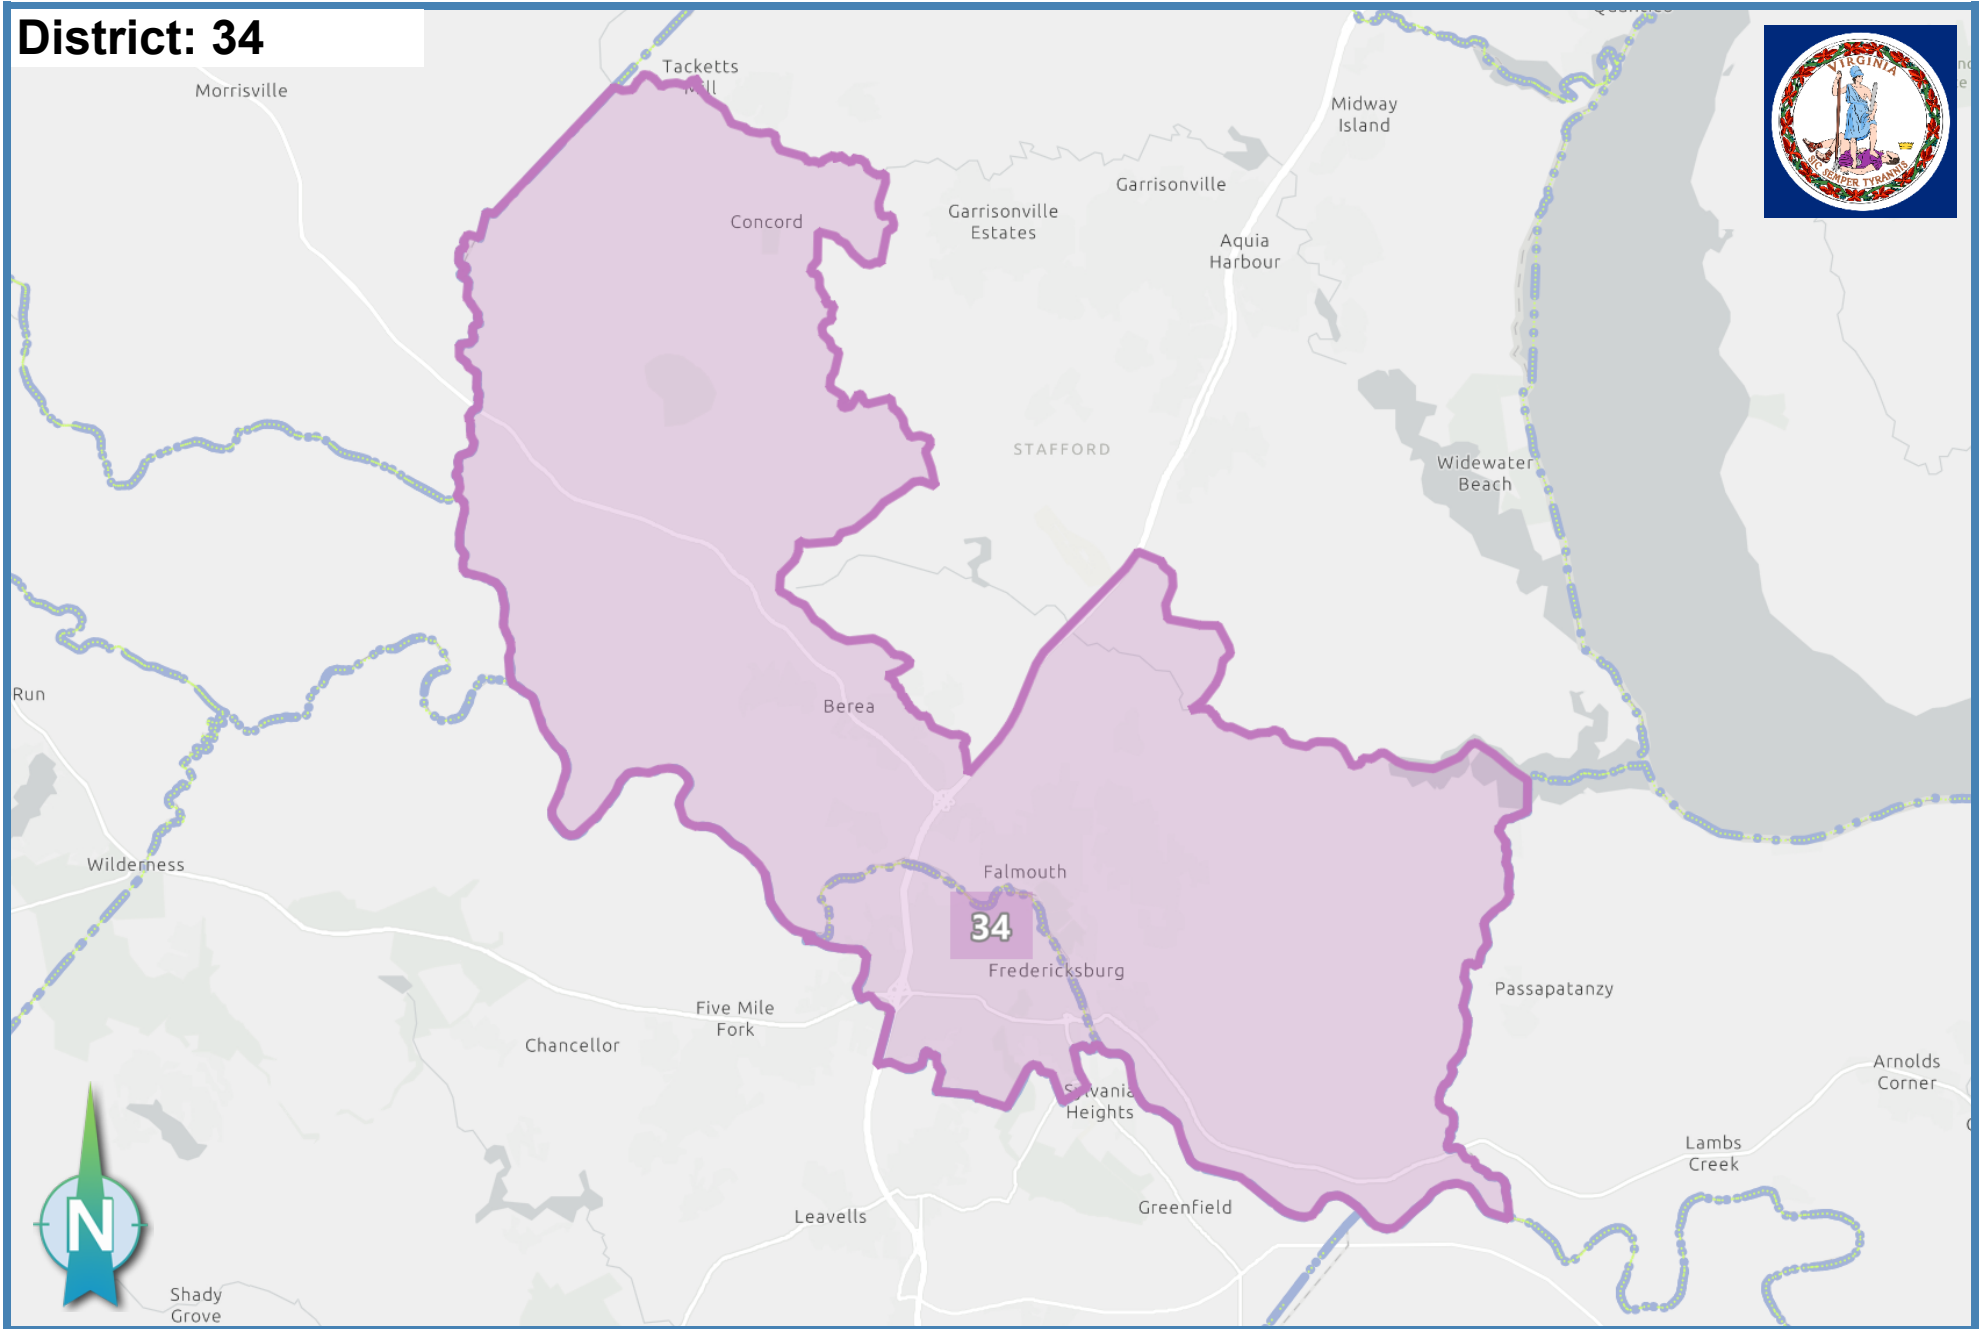 District: 34
Tacketts
Mill
Morrisville
VIRGINIA
SIC SEMPER TYRANNIS
Midway
Island
Garrisonville
Garrisonville
Estates
Concord
Aquia
Harbour
STAFFORD
Widewater
Beach
Run
Berea
Wilderness
Falmouth
34
Fredericksburg
Passapatanzy
Five Mile
Fork
Chancellor
Arnolds
Corner
Sylvania
Heights
Lambs
Creek
Greenfield
Leavells
N
Shady
Grove